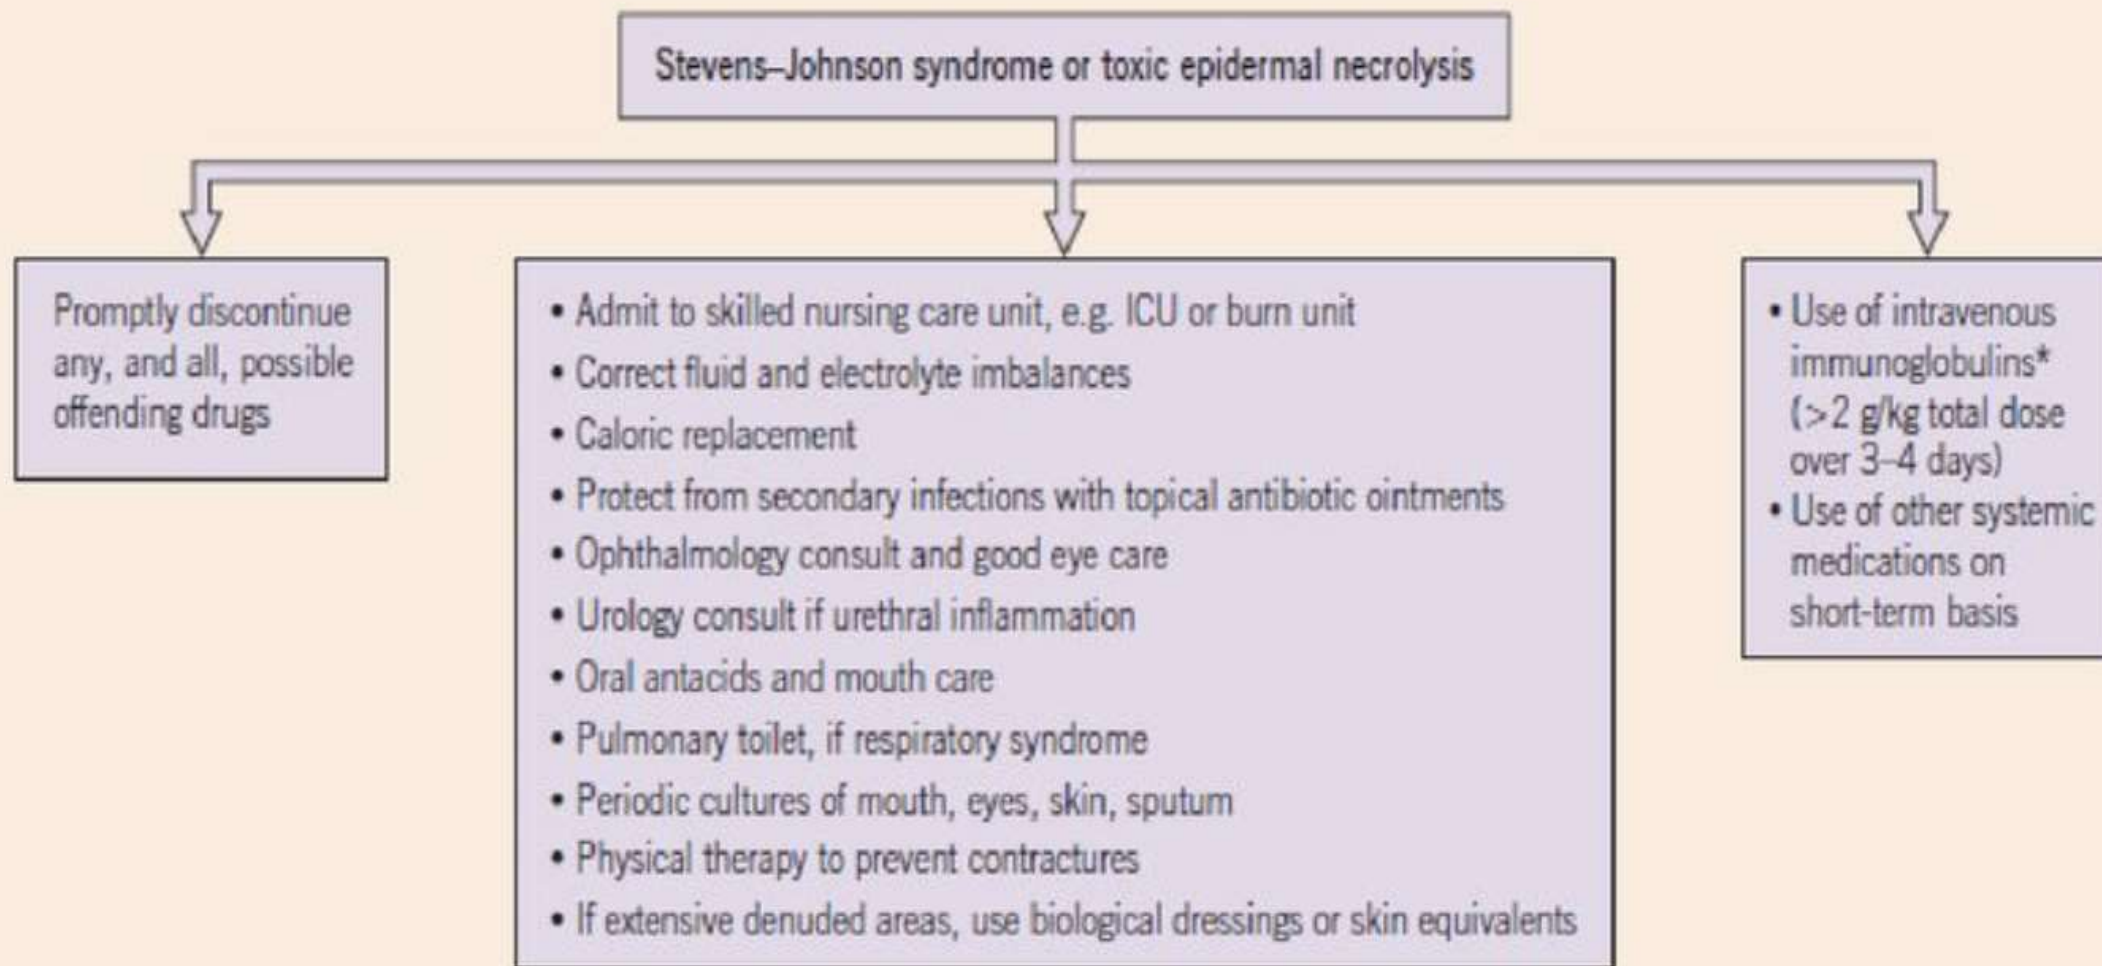 Stevens–Johnson syndrome or toxic epidermal necrolysis
Promptly discontinue
any, and all, possible
offending drugs
• Admit to skilled nursing care unit, e.g. ICU or burn unit
• Correct fluid and electrolyte imbalances
• Caloric replacement
• Protect from secondary infections with topical antibiotic ointments
• Ophthalmology consult and good eye care
• Urology consult if urethral inflammation
• Oral antacids and mouth care
• Pulmonary toilet, if respiratory syndrome
• Periodic cultures of mouth, eyes, skin, sputum
• Physical therapy to prevent contractures
• If extensive denuded areas, use biological dressings or skin equivalents
• Use of intravenous
immunoglobulins*
(>2 g/kg total dose
over 3–4 days)
• Use of other systemic
medications on
short-term basis